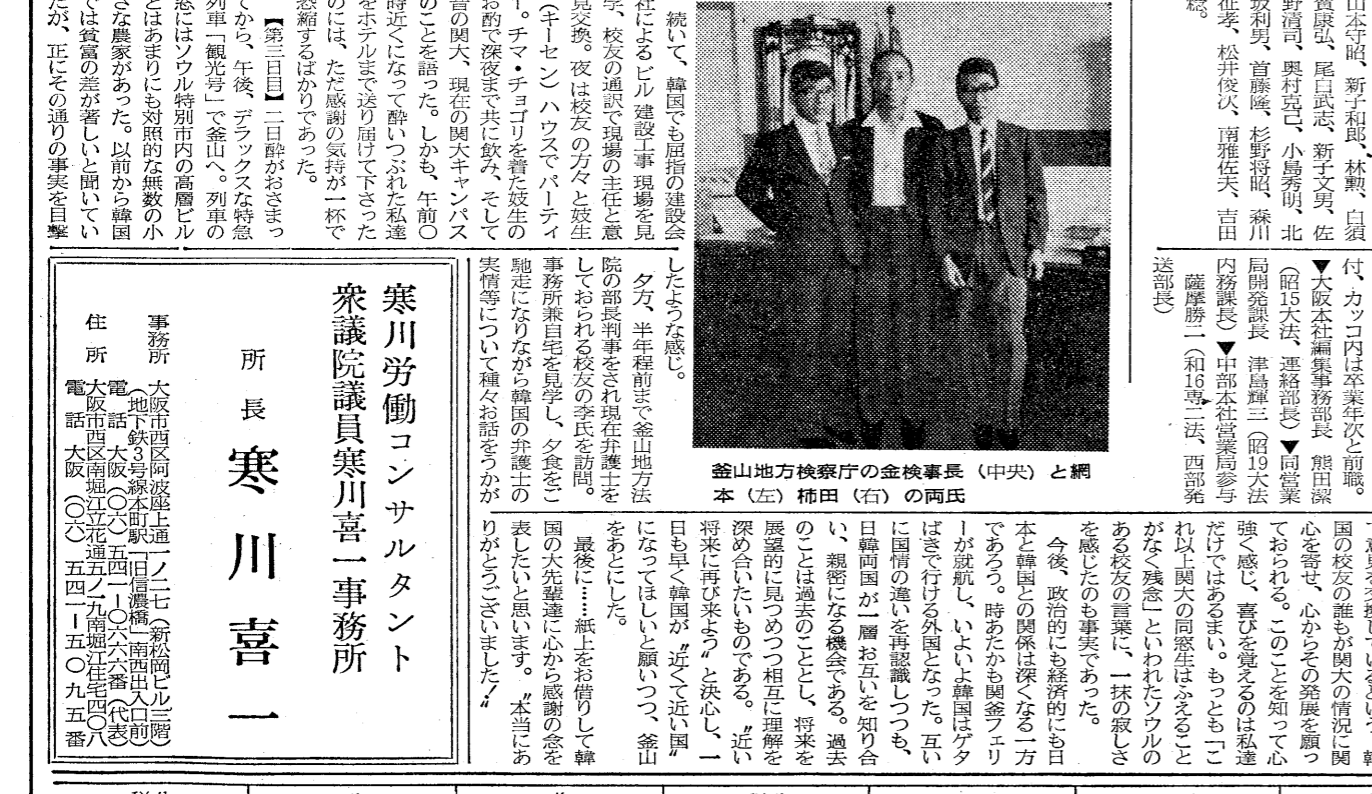 山本守昭、新子和郎、林勲、白須
賀康弘、尾白武志、新子文男、佐
野清司、奥村克己、小島秀明、北
坂利男、首藤隆、杉野将昭、森川
征孝、松井俊次、南雅佐夫、吉田
稔。
付、カッコ内は卒業年次と前職。
▼大阪本社編集事務部長 熊田潔
(昭15大法、連絡部長)▼同営業
局開発課長 津島輝三(昭19大法
内務課長)▼中部本社営業局参与
薩摩勝二(和16専二法、西部発
送部長)
続いて、韓国でも屈指の建設会
社によるビル建設工事現場を見
学、校友の通訳で現場の主任と意
見交換。夜は校友の方々と妓生
(キーセン)ハウスでパーティ
ー。チマ・チョゴリを着た妓生の
お酌で深夜まで共に飲み、そして
昔の関大、現在の関大キャンパス
のことを語った。しかも、午前〇
時近くになって酔いつぶれた私達
をホテルまで送り届けて下さった
のには、ただ感謝の気持が一杯で
恐縮するばかりであった。
【第三日目】二日酔がおさまっ
てから、午後、デラックスな特急
列車「観光号」で釜山へ。列車の
窓にはソウル特別市内の高層ビル
とはあまりにも対照的な無数の小
さな農家があった。以前から韓国
では貧富の差が著しいと聞いてい
たが、正にその通りの事実を目撃
したような感じ。
夕方、半年程前まで釜山地方法
院の部長判事をされ現在弁護士を
しておられる校友の李氏を訪問。
事務所兼自宅を見学し、夕食をご
馳走になりながら韓国の弁護士の
実情等について種々お話をうかが
釜山地方検察庁の金検事長(中央)と網
本(左)柿田(右)の両氏
国の校友の誰もが関大の情況に関
心を寄せ、心からその発展を願っ
ておられる。このことを知って心
強く感じ、喜びを覚えるのは私達
だけではあるまい。もっとも「こ
れ以上関大の同窓生はふえること
がなく残念」といわれたソウルの
ある校友の言葉に、一抹の寂しさ
を感じたのも事実であった。
今後、政治的にも経済的にも日
本と韓国との関係は深くなる一方
であろう。時あたかも関釜フェリ
ーが就航し、いよいよ韓国はゲタ
ばきで行ける外国となった。互い
に国情の違いを再認識しつつも、
日韓両国が一層お互いを知り合
い、親密になる機会である。過去
のことは過去のこととし、将来を
展望的に見つめつつ相互に理解を
深め合いたいものである。〝近い
将来に再び来よう〟と決心し、一
日も早く韓国が〝近くて近い国〟
になってほしいと願いつつ、釜山
をあとにした。
最後に……紙上をお借りして韓
国の大先輩達に心から感謝の念を
表したいと思います。〝本当にあ
りがとうございました!〟
寒川労働コンサルタント
衆議院議員寒川喜一事務所
所長 寒川喜一
事務所 大阪市西区阿波座上通一ノ二七(新松岡ビル三階)
(地下鉄3号線本町駅「旧信濃橋」南西出入口前)
電話 大阪(〇六)五四一-〇六六六番(代表)
住所 大阪市西区南堀江立花通五ノ一九南堀江住宅四〇八
電話 大阪(〇六)五四一-五〇九五番